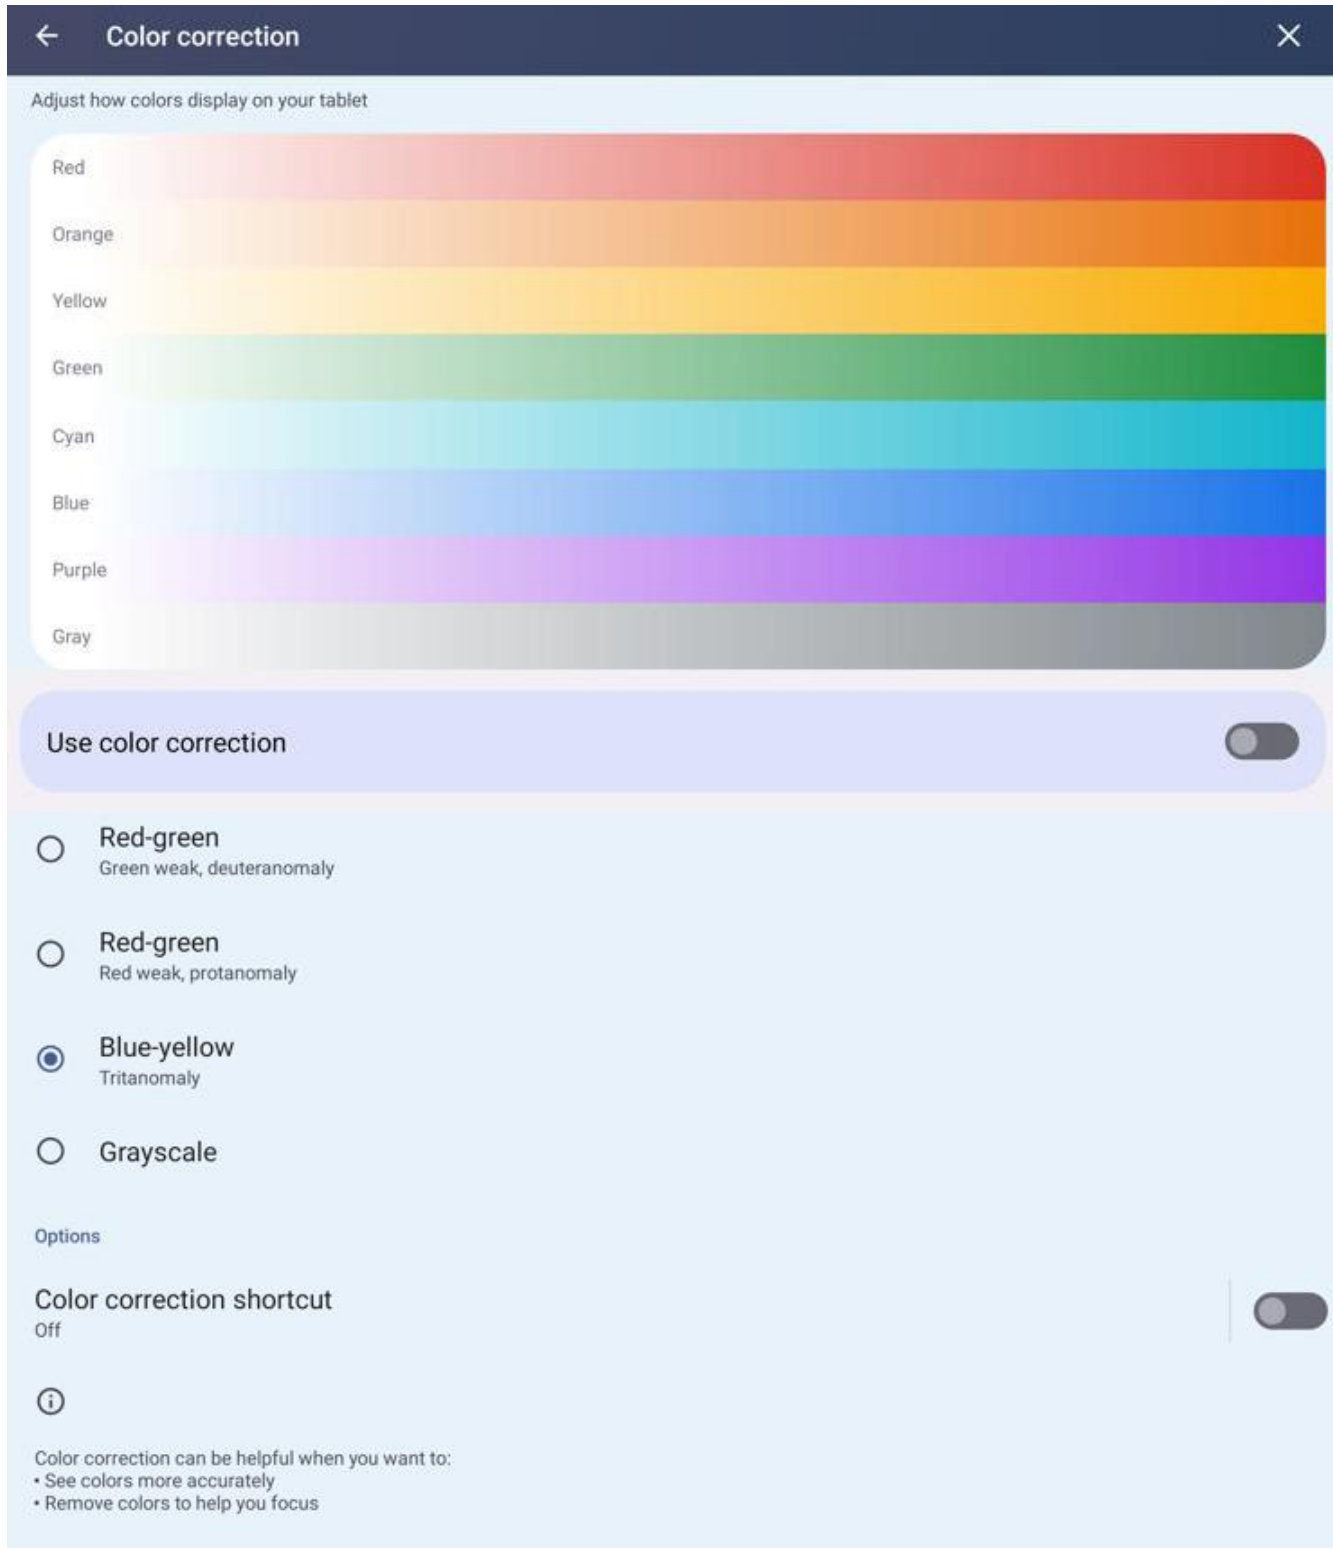 Color correction
Adjust how colors display on your tablet
Red
Orange
Yellow
Green
Cyan
Blue
Purple
Gray
Use color correction
Red-green
Green weak, deuteranomaly
Red-green
Red weak, protanomaly
Blue-yellow
Tritanomaly
Grayscale
Options
Color correction shortcut
Off
Color correction can be helpful when you want to:
• See colors more accurately
• Remove colors to help you focus